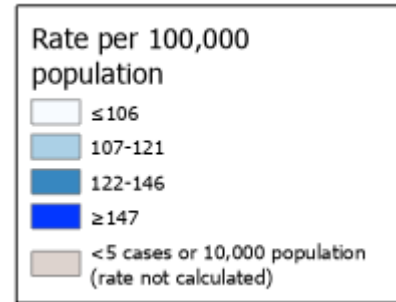 Rate per 100,000
population
≤106
107-121
122-146
≥147
<5 cases or 10,000 population
(rate not calculated)